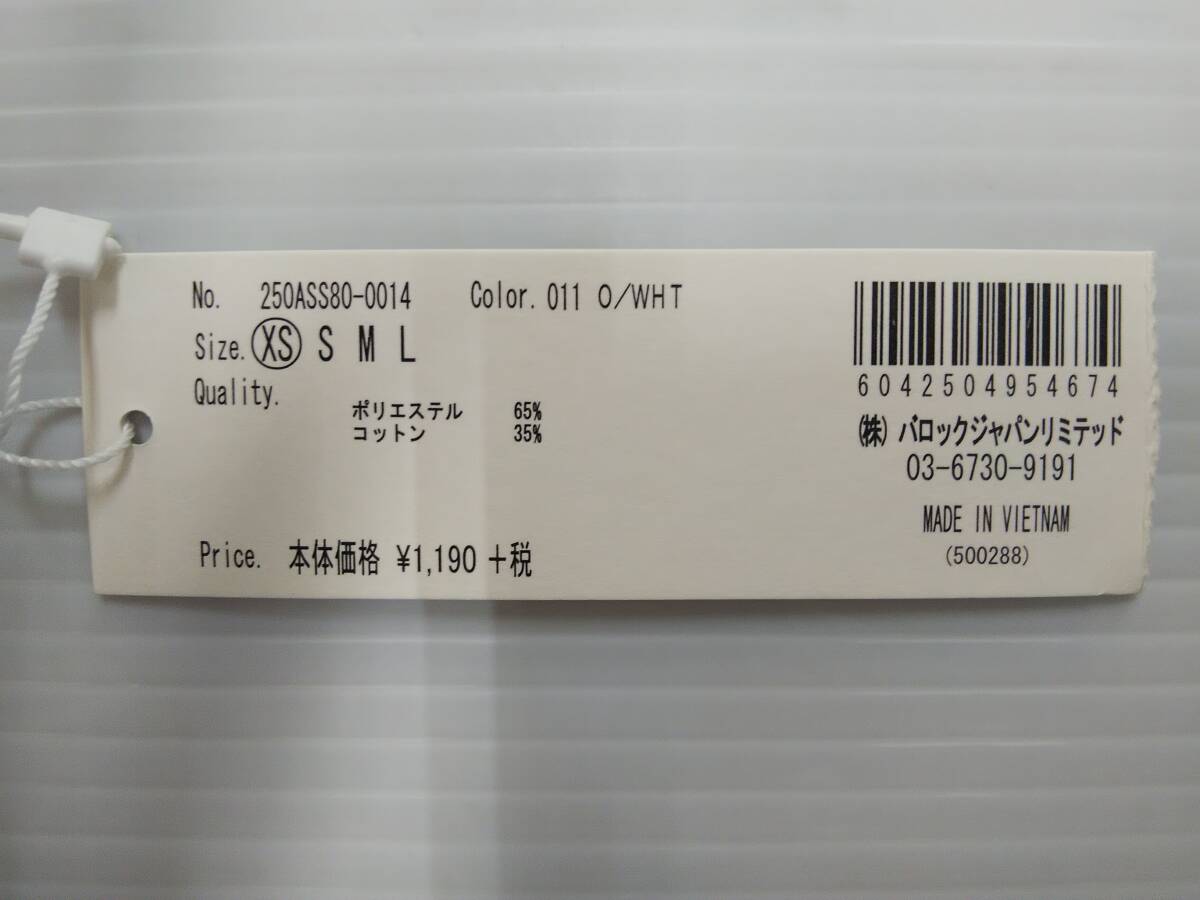 No. 250ASS80-0014 Color. 011 O/WHT
Size. XS S M L
Quality.
ポリエステル 65%
コットン 35%
Price. 本体価格 ¥1,190 +税
6042504954674
(株) バロックジャパンリミテッド
03-6730-9191
MADE IN VIETNAM
(500288)